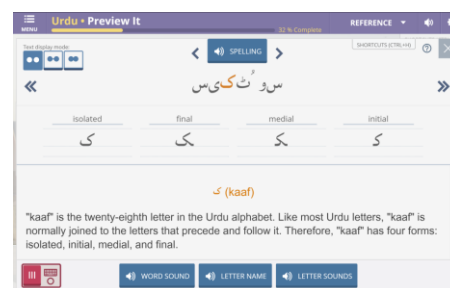 MENU
Urdu • Preview It
32 % Complete
REFERENCE
Text display mode:
SPELLING
SHORTCUTS (CTRL+H)
isolated final medial initial
ک ـک ـکـ کـ
ک (kaaf)
"kaaf" is the twenty-eighth letter in the Urdu alphabet. Like most Urdu letters, "kaaf" is
normally joined to the letters that precede and follow it. Therefore, "kaaf" has four forms:
isolated, initial, medial, and final.
WORD SOUND LETTER NAME LETTER SOUNDS